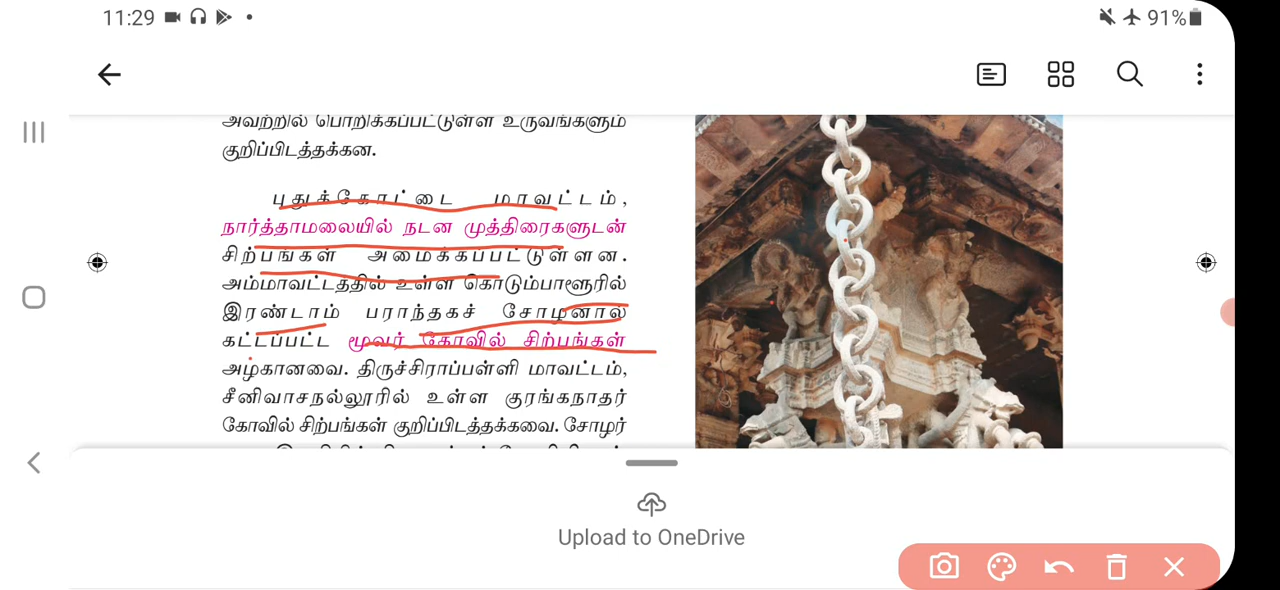 11:29
91%
அவற்றில் பொறிக்கப்பட்டுள்ள உருவங்களும்
குறிப்பிடத்தக்கன.
புதுக்கோட்டை மாவட்டம்,
நார்த்தாமலையில் நடன முத்திரைகளுடன்
சிற்பங்கள் அமைக்கப்பட்டுள்ளன.
அம்மாவட்டத்தில் உள்ள கொடும்பாளூரில்
இரண்டாம் பராந்தகச் சோழனால்
கட்டப்பட்ட மூவர் கோவில் சிற்பங்கள்
அழகானவை. திருச்சிராப்பள்ளி மாவட்டம்,
சீனிவாசநல்லூரில் உள்ள குரங்கநாதர்
கோவில் சிற்பங்கள் குறிப்பிடத்தக்கவை. சோழர்
Upload to OneDrive